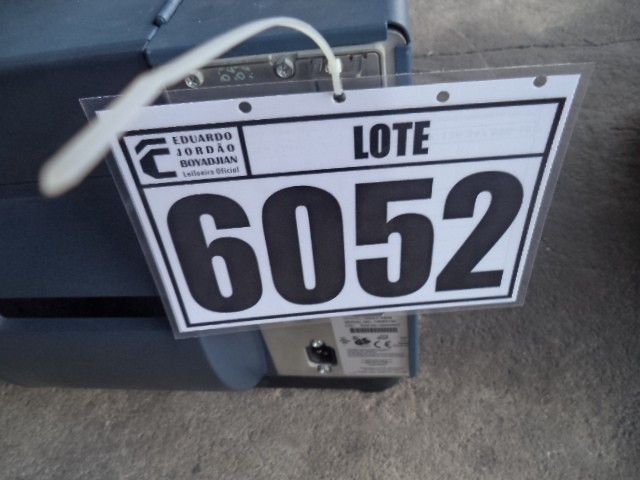 EDUARDO
JORDÃO
BOYADJIAN
Leiloeiro Oficial
LOTE
6052